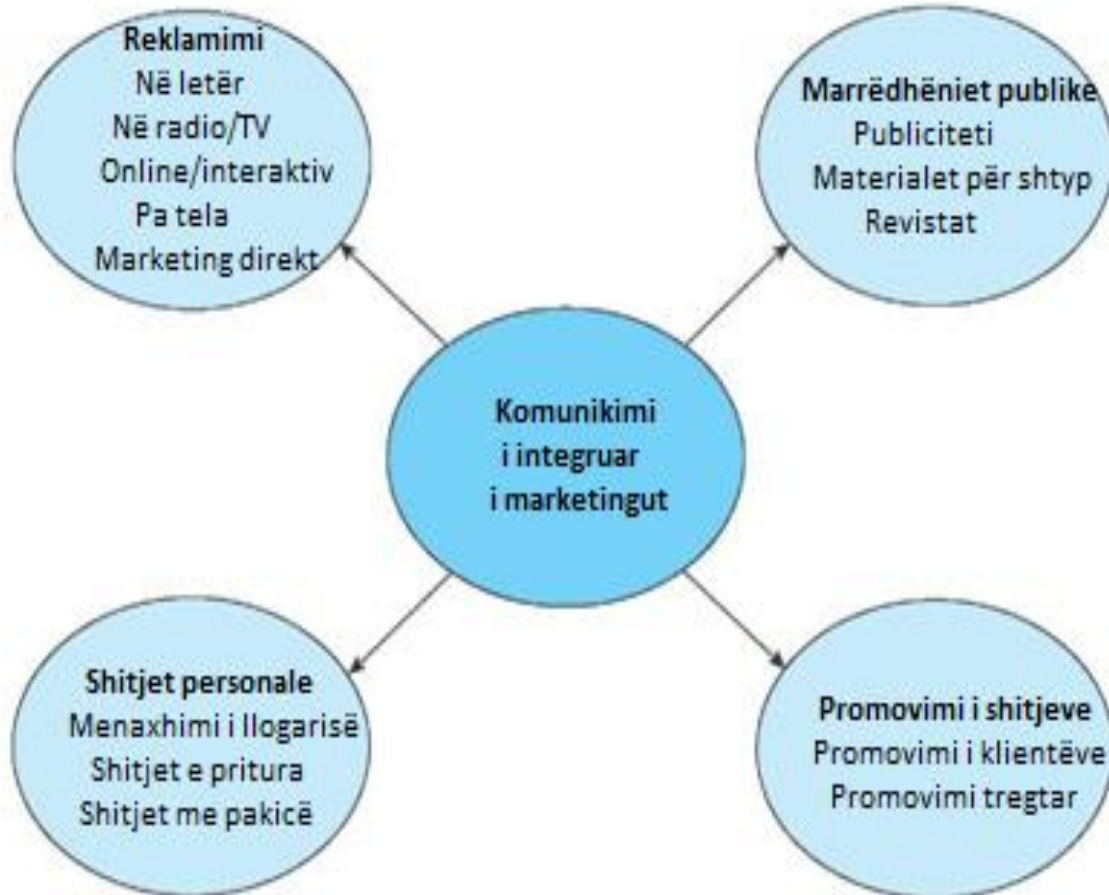 Reklamimi
Në letër
Në radio/TV
Online/interaktiv
Pa tela
Marketing direkt
Marrëdhëniet publike
Publiciteti
Materialet për shtyp
Revistat
Komunikimi
i integruar
i marketingut
Shitjet personale
Menaxhimi i llogarisë
Shitjet e pritura
Shitjet me pakicë
Promovimi i shitjeve
Promovimi i klientëve
Promovimi tregtar